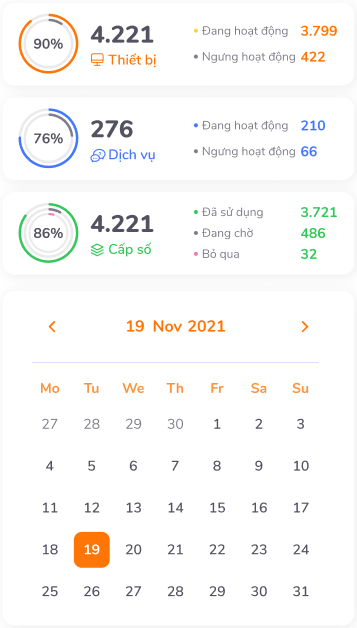 90%
4.221
Thiết bị
Đang hoạt động 3.799
Ngưng hoạt động 422
76%
276
Dịch vụ
Đang hoạt động 210
Ngưng hoạt động 66
86%
4.221
Cấp số
Đã sử dụng 3.721
Đang chờ 486
Bỏ qua 32
19 Nov 2021
Mo Tu We Th Fr Sa Su
27 28 29 30 1 2 3
4 5 6 7 8 9 10
11 12 13 14 15 16 17
18 19 20 21 22 23 24
25 26 27 28 29 30 31